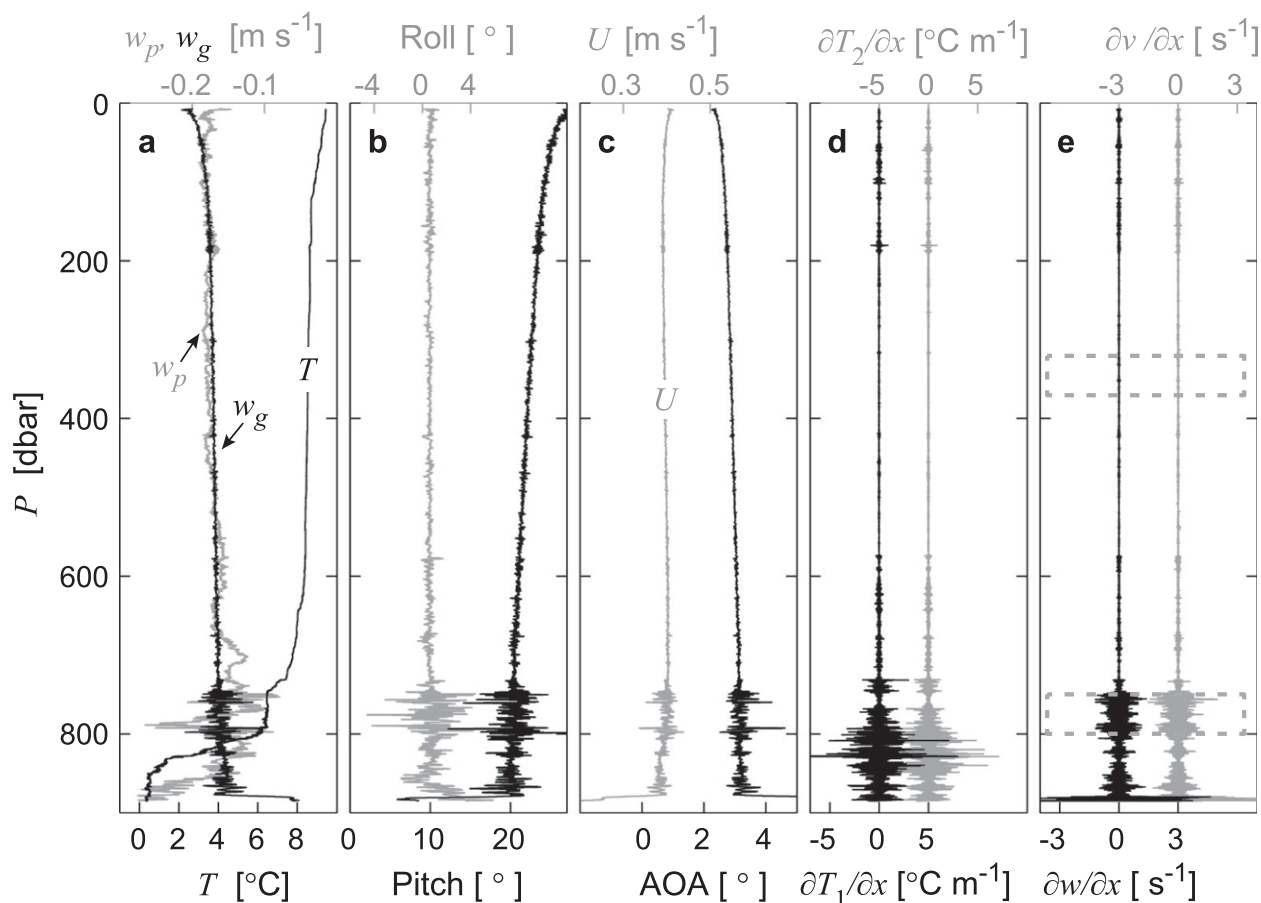 w_p, w_g [m s⁻¹] Roll [ ° ] U [m s⁻¹] ∂T₂/∂x [°C m⁻¹] ∂v /∂x [ s⁻¹]
-0.2 -0.1 -4 0 4 0.3 0.5 -5 0 5 -3 0 3
0
a b c d e
200
w_p T
w_g U
400
P [dbar]
600
800
0 2 4 6 8 0 10 20 0 2 4 -5 0 5 -3 0 3
T [°C] Pitch [ ° ] AOA [ ° ] ∂T₁/∂x [°C m⁻¹] ∂w/∂x [ s⁻¹]